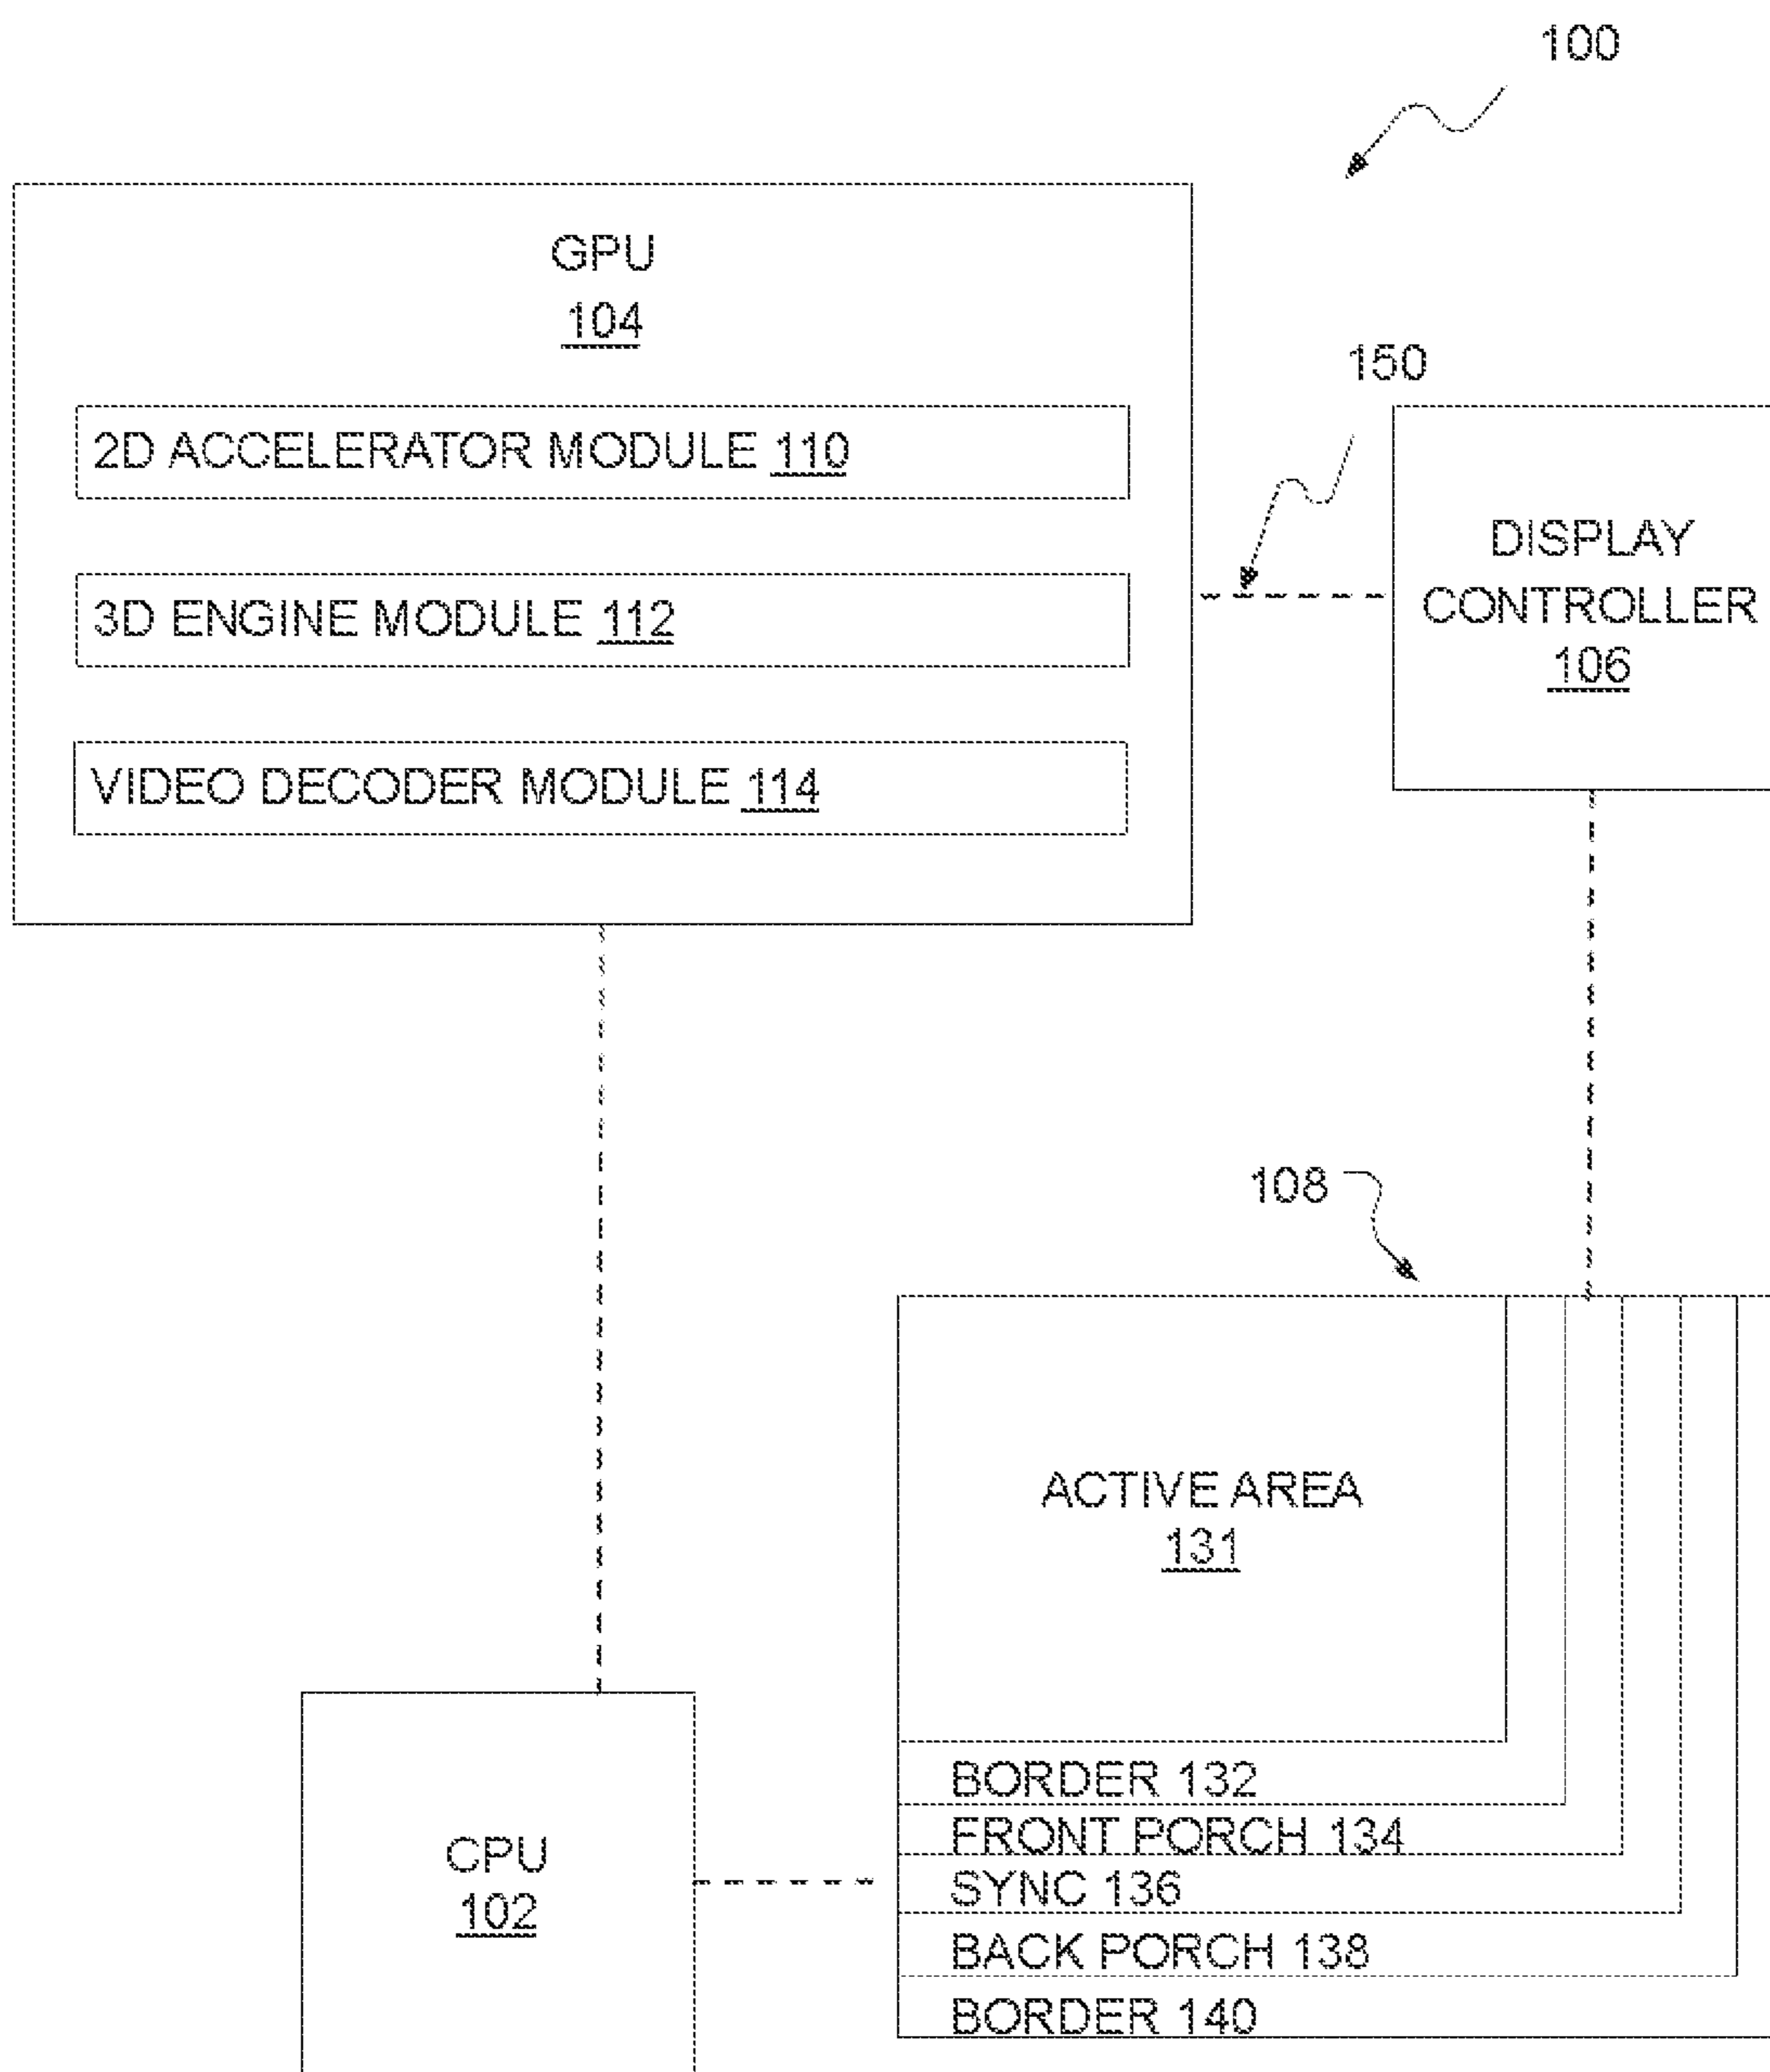 100
GPU
104
150
2D ACCELERATOR MODULE 110
DISPLAY
CONTROLLER
106
3D ENGINE MODULE 112
VIDEO DECODER MODULE 114
108
ACTIVE AREA
131
BORDER 132
FRONT PORCH 134
SYNC 136
BACK PORCH 138
BORDER 140
CPU
102